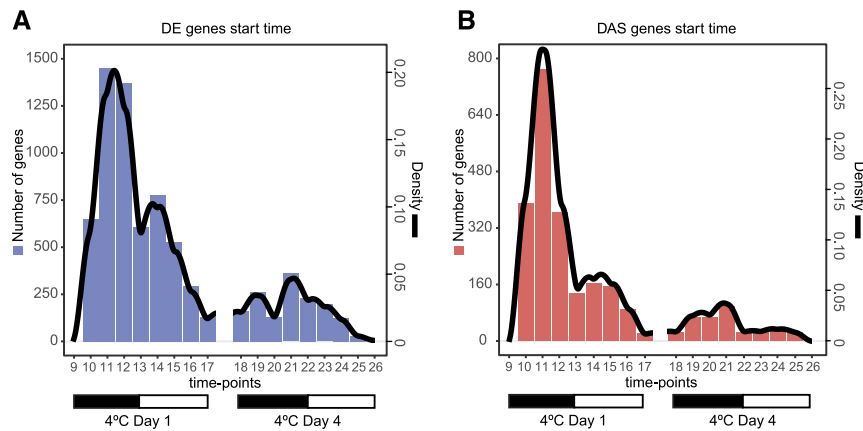 A
DE genes start time
Number of genes
1500
1250
1000
750
500
250
0
0.20
0.15
0.10
0.05
0
Density
9 10 11 12 13 14 15 16 17 18 19 20 21 22 23 24 25 26
time-points
4ºC Day 1 4ºC Day 4
B
DAS genes start time
Number of genes
800
640
480
320
160
0
0.25
0.20
0.15
0.10
0.05
0
Density
9 10 11 12 13 14 15 16 17 18 19 20 21 22 23 24 25 26
time-points
4ºC Day 1 4ºC Day 4